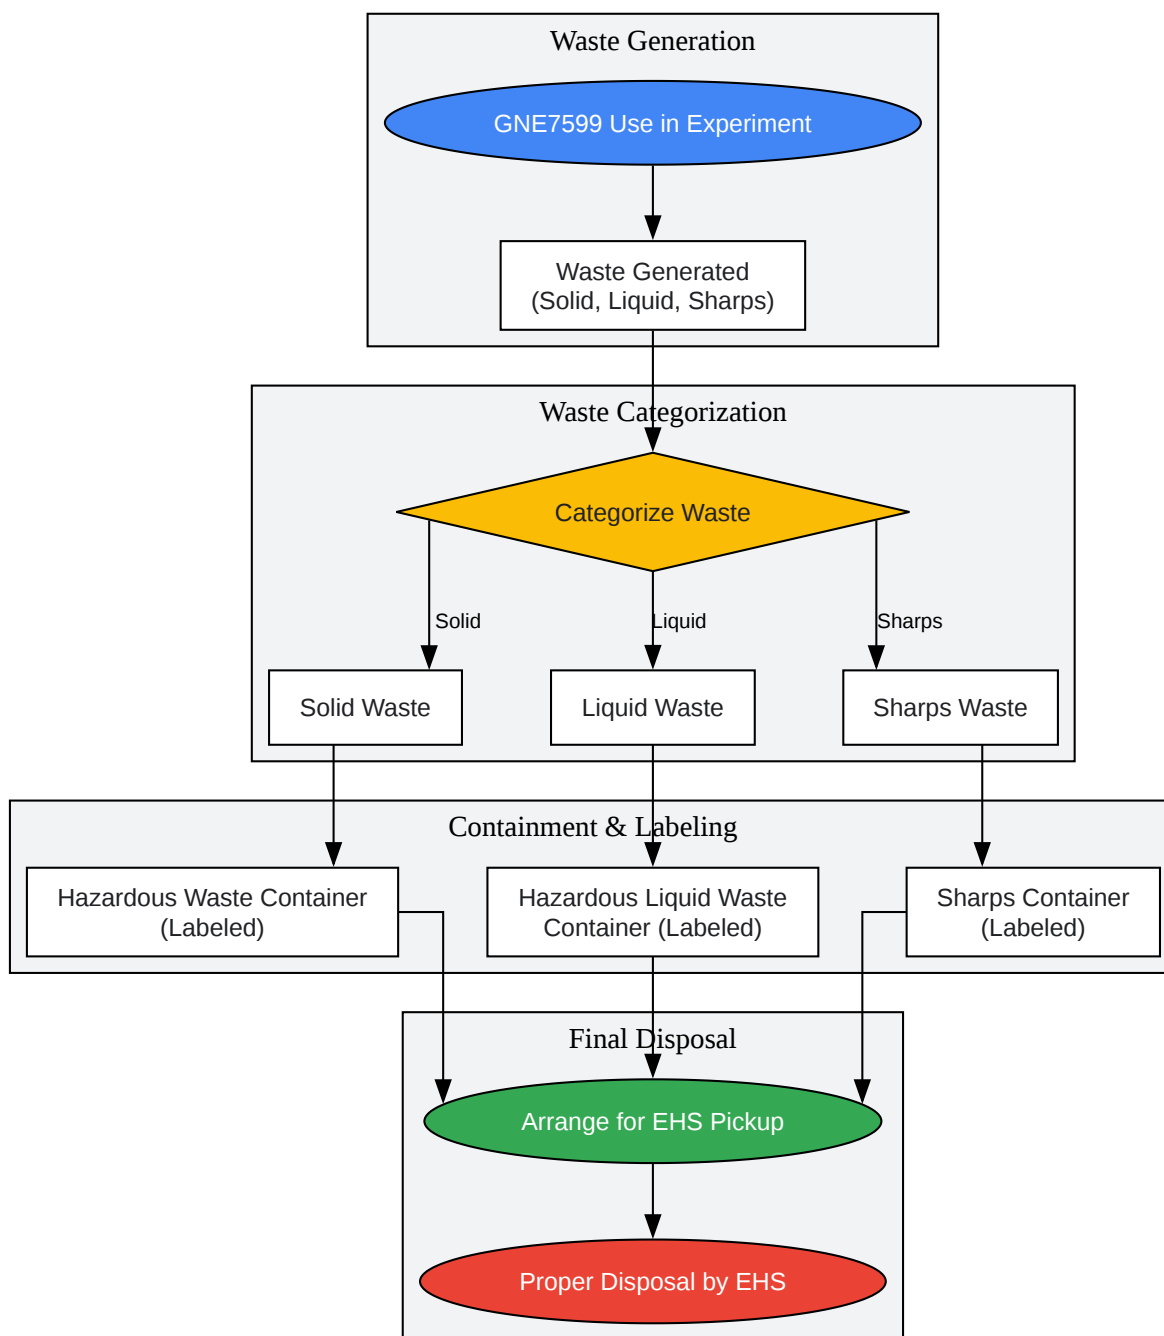 Waste Generation
GNE7599 Use in Experiment
Waste Generated
(Solid, Liquid, Sharps)
Waste Categorization
Categorize Waste
Solid
Liquid
Sharps
Solid Waste
Liquid Waste
Sharps Waste
Containment & Labeling
Hazardous Waste Container
(Labeled)
Hazardous Liquid Waste
Container (Labeled)
Sharps Container
(Labeled)
Final Disposal
Arrange for EHS Pickup
Proper Disposal by EHS